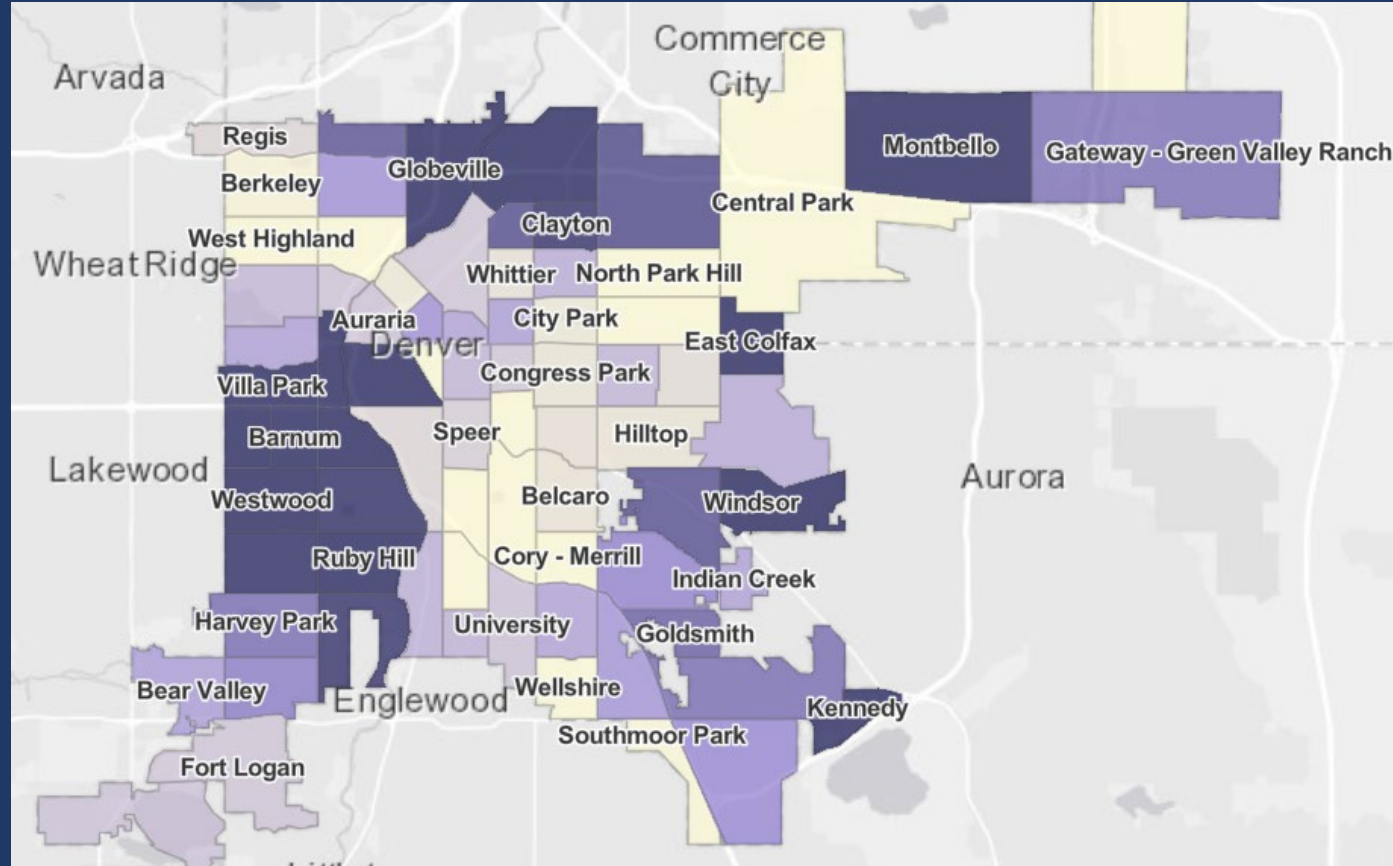 Commerce
City
Arvada
Regis
Montbello
Gateway - Green Valley Ranch
Globeville
Berkeley
Central Park
Clayton
West Highland
Wheat Ridge
Whittier
North Park Hill
Auraria
City Park
Denver
East Colfax
Congress Park
Villa Park
Barnum
Speer
Hilltop
Lakewood
Aurora
Westwood
Belcaro
Windsor
Ruby Hill
Cory - Merrill
Indian Creek
Harvey Park
University
Goldsmith
Bear Valley
Englewood
Wellshire
Kennedy
Southmoor Park
Fort Logan